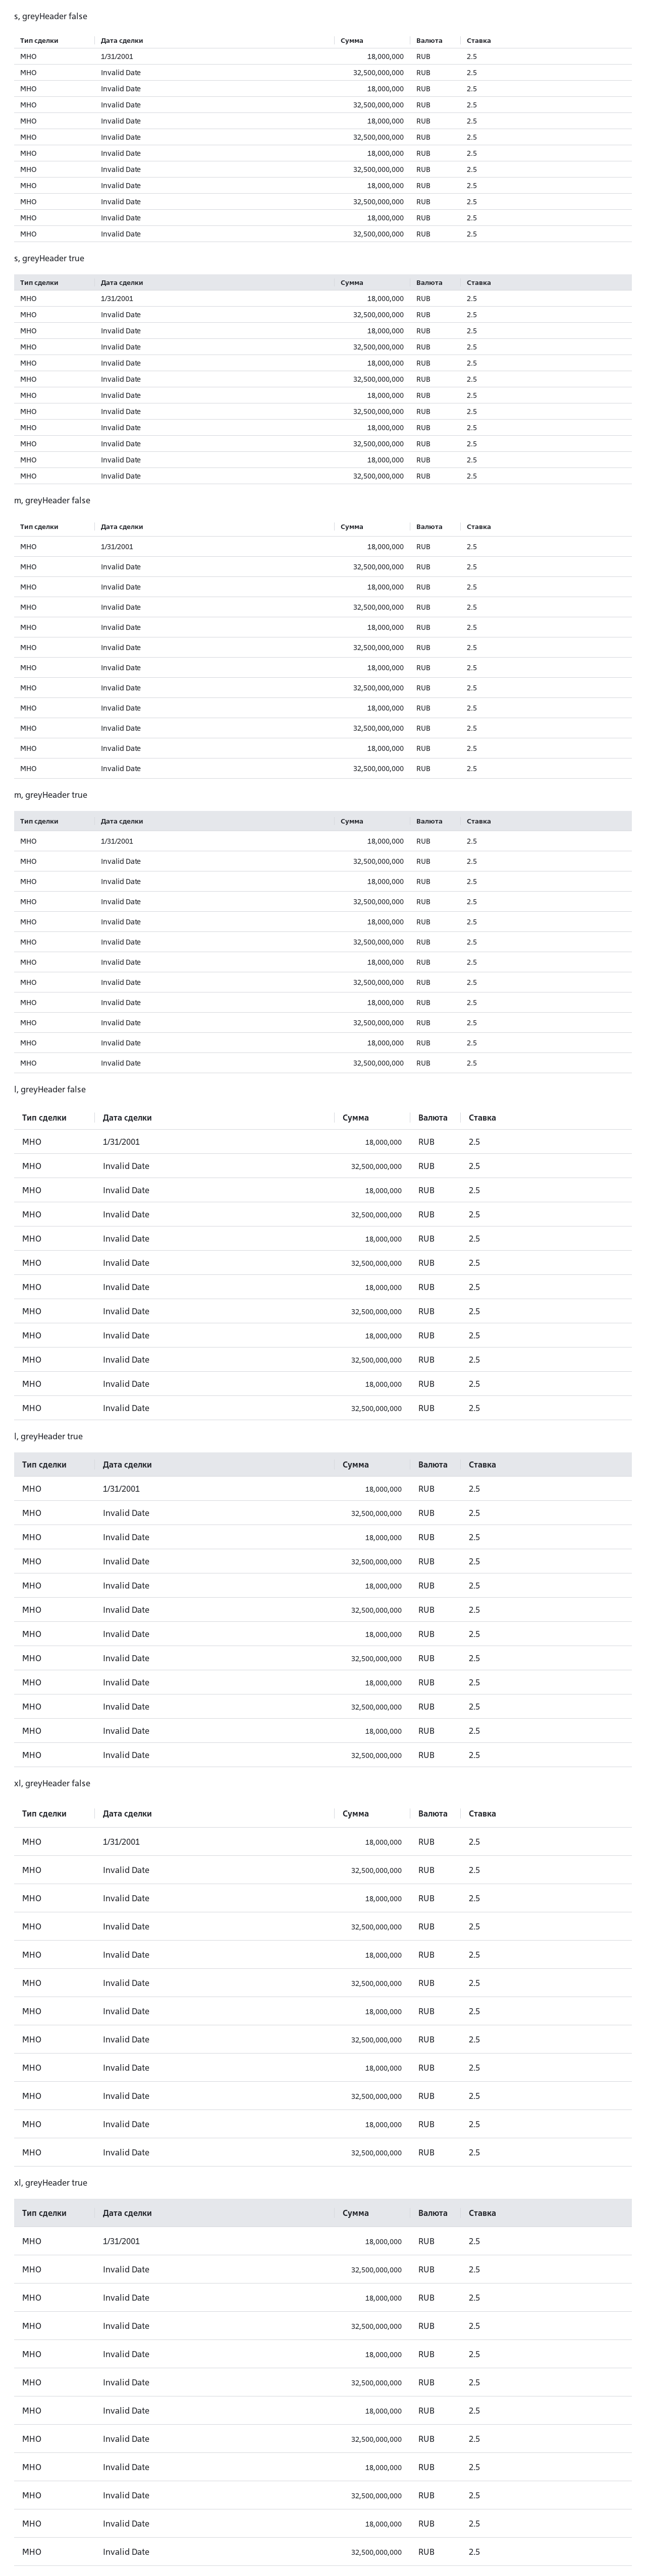 s, greyHeader false
Тип сделки Дата сделки Сумма Валюта Ставка
МНО 1/31/2001 18,000,000 RUB 2.5
МНО Invalid Date 32,500,000,000 RUB 2.5
МНО Invalid Date 18,000,000 RUB 2.5
МНО Invalid Date 32,500,000,000 RUB 2.5
МНО Invalid Date 18,000,000 RUB 2.5
МНО Invalid Date 32,500,000,000 RUB 2.5
МНО Invalid Date 18,000,000 RUB 2.5
МНО Invalid Date 32,500,000,000 RUB 2.5
МНО Invalid Date 18,000,000 RUB 2.5
МНО Invalid Date 32,500,000,000 RUB 2.5
МНО Invalid Date 18,000,000 RUB 2.5
МНО Invalid Date 32,500,000,000 RUB 2.5
s, greyHeader true
Тип сделки Дата сделки Сумма Валюта Ставка
МНО 1/31/2001 18,000,000 RUB 2.5
МНО Invalid Date 32,500,000,000 RUB 2.5
МНО Invalid Date 18,000,000 RUB 2.5
МНО Invalid Date 32,500,000,000 RUB 2.5
МНО Invalid Date 18,000,000 RUB 2.5
МНО Invalid Date 32,500,000,000 RUB 2.5
МНО Invalid Date 18,000,000 RUB 2.5
МНО Invalid Date 32,500,000,000 RUB 2.5
МНО Invalid Date 18,000,000 RUB 2.5
МНО Invalid Date 32,500,000,000 RUB 2.5
МНО Invalid Date 18,000,000 RUB 2.5
МНО Invalid Date 32,500,000,000 RUB 2.5
m, greyHeader false
Тип сделки Дата сделки Сумма Валюта Ставка
МНО 1/31/2001 18,000,000 RUB 2.5
МНО Invalid Date 32,500,000,000 RUB 2.5
МНО Invalid Date 18,000,000 RUB 2.5
МНО Invalid Date 32,500,000,000 RUB 2.5
МНО Invalid Date 18,000,000 RUB 2.5
МНО Invalid Date 32,500,000,000 RUB 2.5
МНО Invalid Date 18,000,000 RUB 2.5
МНО Invalid Date 32,500,000,000 RUB 2.5
МНО Invalid Date 18,000,000 RUB 2.5
МНО Invalid Date 32,500,000,000 RUB 2.5
МНО Invalid Date 18,000,000 RUB 2.5
МНО Invalid Date 32,500,000,000 RUB 2.5
m, greyHeader true
Тип сделки Дата сделки Сумма Валюта Ставка
МНО 1/31/2001 18,000,000 RUB 2.5
МНО Invalid Date 32,500,000,000 RUB 2.5
МНО Invalid Date 18,000,000 RUB 2.5
МНО Invalid Date 32,500,000,000 RUB 2.5
МНО Invalid Date 18,000,000 RUB 2.5
МНО Invalid Date 32,500,000,000 RUB 2.5
МНО Invalid Date 18,000,000 RUB 2.5
МНО Invalid Date 32,500,000,000 RUB 2.5
МНО Invalid Date 18,000,000 RUB 2.5
МНО Invalid Date 32,500,000,000 RUB 2.5
МНО Invalid Date 18,000,000 RUB 2.5
МНО Invalid Date 32,500,000,000 RUB 2.5
l, greyHeader false
Тип сделки Дата сделки Сумма Валюта Ставка
МНО 1/31/2001 18,000,000 RUB 2.5
МНО Invalid Date 32,500,000,000 RUB 2.5
МНО Invalid Date 18,000,000 RUB 2.5
МНО Invalid Date 32,500,000,000 RUB 2.5
МНО Invalid Date 18,000,000 RUB 2.5
МНО Invalid Date 32,500,000,000 RUB 2.5
МНО Invalid Date 18,000,000 RUB 2.5
МНО Invalid Date 32,500,000,000 RUB 2.5
МНО Invalid Date 18,000,000 RUB 2.5
МНО Invalid Date 32,500,000,000 RUB 2.5
МНО Invalid Date 18,000,000 RUB 2.5
МНО Invalid Date 32,500,000,000 RUB 2.5
l, greyHeader true
Тип сделки Дата сделки Сумма Валюта Ставка
МНО 1/31/2001 18,000,000 RUB 2.5
МНО Invalid Date 32,500,000,000 RUB 2.5
МНО Invalid Date 18,000,000 RUB 2.5
МНО Invalid Date 32,500,000,000 RUB 2.5
МНО Invalid Date 18,000,000 RUB 2.5
МНО Invalid Date 32,500,000,000 RUB 2.5
МНО Invalid Date 18,000,000 RUB 2.5
МНО Invalid Date 32,500,000,000 RUB 2.5
МНО Invalid Date 18,000,000 RUB 2.5
МНО Invalid Date 32,500,000,000 RUB 2.5
МНО Invalid Date 18,000,000 RUB 2.5
МНО Invalid Date 32,500,000,000 RUB 2.5
xl, greyHeader false
Тип сделки Дата сделки Сумма Валюта Ставка
МНО 1/31/2001 18,000,000 RUB 2.5
МНО Invalid Date 32,500,000,000 RUB 2.5
МНО Invalid Date 18,000,000 RUB 2.5
МНО Invalid Date 32,500,000,000 RUB 2.5
МНО Invalid Date 18,000,000 RUB 2.5
МНО Invalid Date 32,500,000,000 RUB 2.5
МНО Invalid Date 18,000,000 RUB 2.5
МНО Invalid Date 32,500,000,000 RUB 2.5
МНО Invalid Date 18,000,000 RUB 2.5
МНО Invalid Date 32,500,000,000 RUB 2.5
МНО Invalid Date 18,000,000 RUB 2.5
МНО Invalid Date 32,500,000,000 RUB 2.5
xl, greyHeader true
Тип сделки Дата сделки Сумма Валюта Ставка
МНО 1/31/2001 18,000,000 RUB 2.5
МНО Invalid Date 32,500,000,000 RUB 2.5
МНО Invalid Date 18,000,000 RUB 2.5
МНО Invalid Date 32,500,000,000 RUB 2.5
МНО Invalid Date 18,000,000 RUB 2.5
МНО Invalid Date 32,500,000,000 RUB 2.5
МНО Invalid Date 18,000,000 RUB 2.5
МНО Invalid Date 32,500,000,000 RUB 2.5
МНО Invalid Date 18,000,000 RUB 2.5
МНО Invalid Date 32,500,000,000 RUB 2.5
МНО Invalid Date 18,000,000 RUB 2.5
МНО Invalid Date 32,500,000,000 RUB 2.5